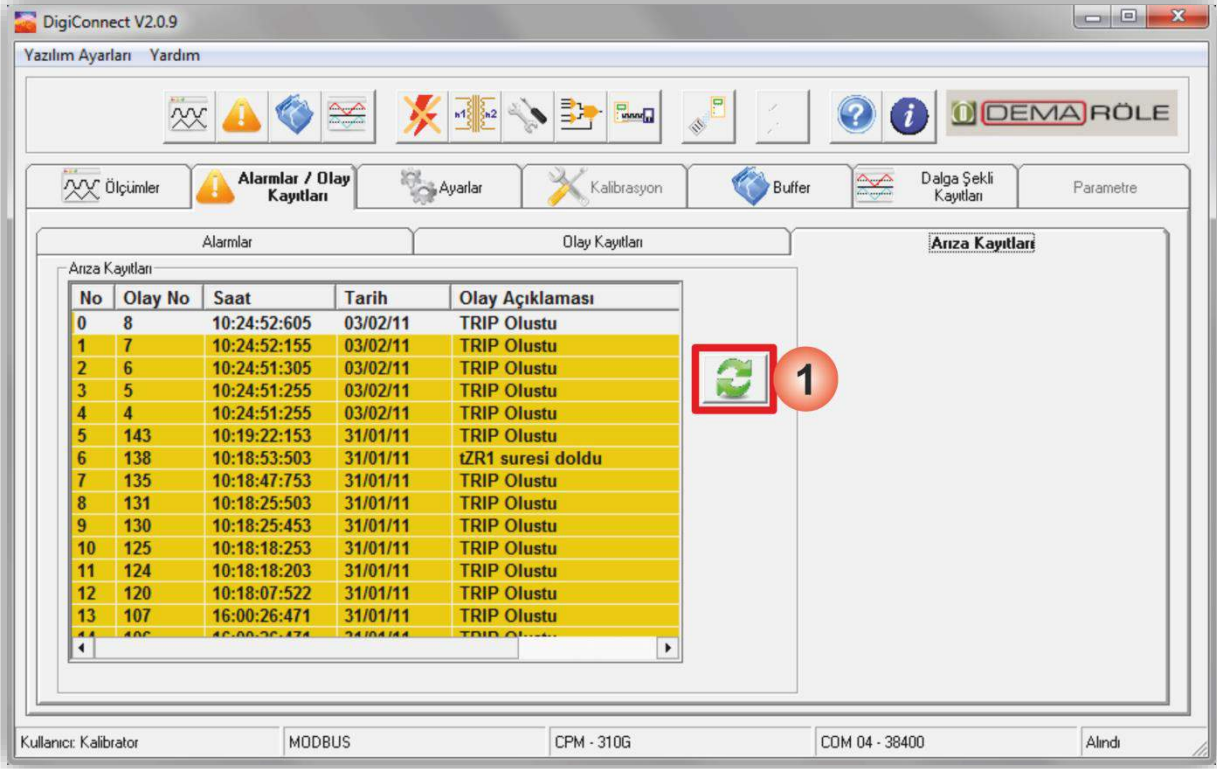 DigiConnect V2.0.9
Yazılım Ayarları Yardım
n1 n2
DEMA RÖLE
Ölçümler
Alarmlar / Olay
Kayıtları
Ayarlar
Kalibrasyon
Buffer
Dalga Şekli
Kayıtları
Parametre
Alarmlar
Olay Kayıtları
Arıza Kayıtları
Arıza Kayıtları
No Olay No Saat Tarih Olay Açıklaması
0 8 10:24:52:605 03/02/11 TRIP Olustu
1 7 10:24:52:155 03/02/11 TRIP Olustu
2 6 10:24:51:305 03/02/11 TRIP Olustu
3 5 10:24:51:255 03/02/11 TRIP Olustu
4 4 10:24:51:255 03/02/11 TRIP Olustu
5 143 10:19:22:153 31/01/11 TRIP Olustu
6 138 10:18:53:503 31/01/11 tZR1 suresi doldu
7 135 10:18:47:753 31/01/11 TRIP Olustu
8 131 10:18:25:503 31/01/11 TRIP Olustu
9 130 10:18:25:453 31/01/11 TRIP Olustu
10 125 10:18:18:253 31/01/11 TRIP Olustu
11 124 10:18:18:203 31/01/11 TRIP Olustu
12 120 10:18:07:522 31/01/11 TRIP Olustu
13 107 16:00:26:471 31/01/11 TRIP Olustu
1
Kullanıcı: Kalibrator MODBUS CPM - 310G COM 04 - 38400 Alındı